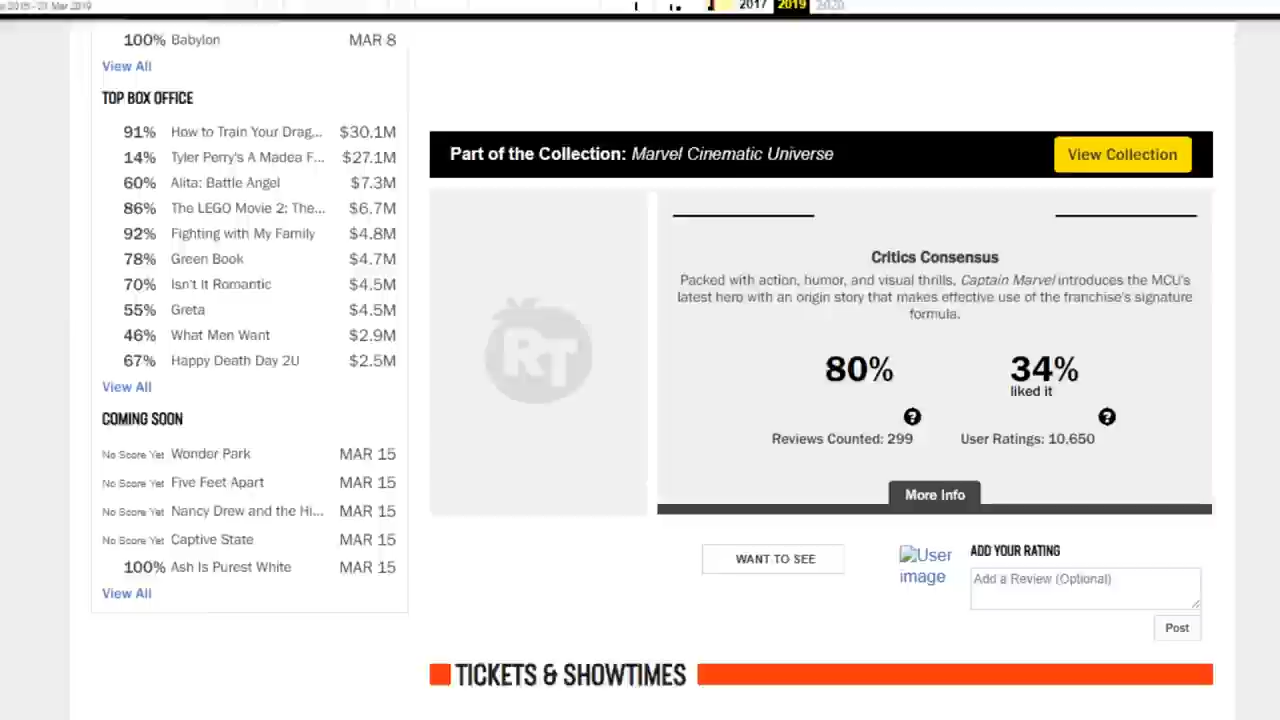 2017 2019 2020
100% Babylon MAR 8
View All
TOP BOX OFFICE
91% How to Train Your Drag... $30.1M
14% Tyler Perry's A Madea F... $27.1M
60% Alita: Battle Angel $7.3M
86% The LEGO Movie 2: The... $6.7M
92% Fighting with My Family $4.8M
78% Green Book $4.7M
70% Isn't It Romantic $4.5M
55% Greta $4.5M
46% What Men Want $2.9M
67% Happy Death Day 2U $2.5M
View All
COMING SOON
No Score Yet Wonder Park MAR 15
No Score Yet Five Feet Apart MAR 15
No Score Yet Nancy Drew and the Hi... MAR 15
No Score Yet Captive State MAR 15
100% Ash Is Purest White MAR 15
View All
Part of the Collection: Marvel Cinematic Universe View Collection
RT
Critics Consensus
Packed with action, humor, and visual thrills, Captain Marvel introduces the MCU's
latest hero with an origin story that makes effective use of the franchise's signature
formula.
80% 34%
liked it
? ?
Reviews Counted: 299 User Ratings: 10,650
More Info
WANT TO SEE
User image
ADD YOUR RATING
Add a Review (Optional)
Post
TICKETS & SHOWTIMES